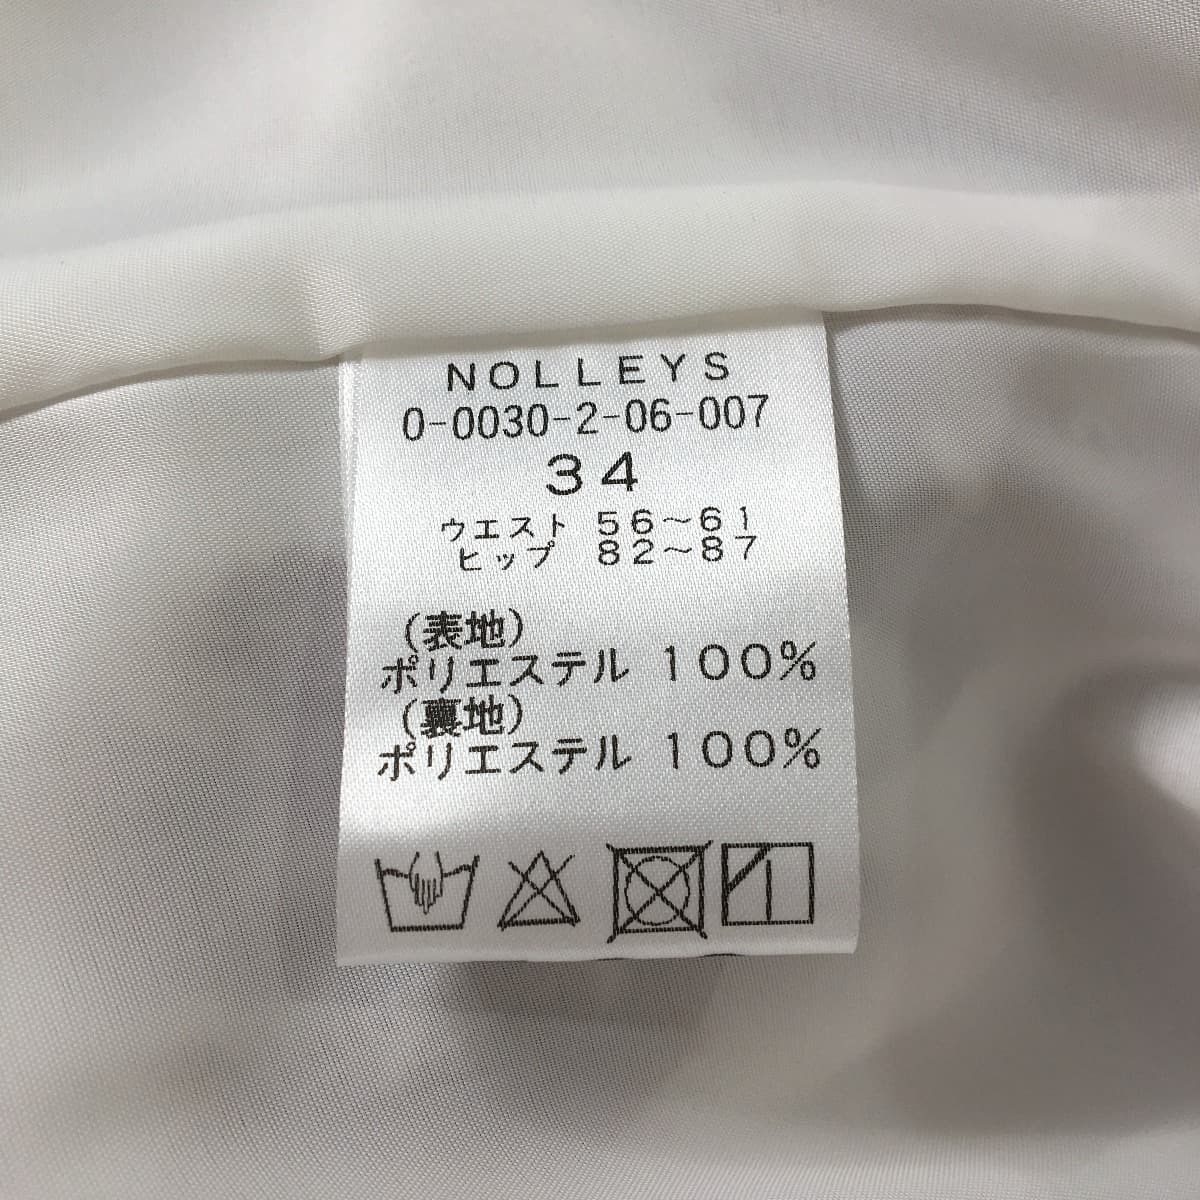 NOLLEYS
0-0030-2-06-007
34
ウエスト 56〜61
ヒップ 82〜87
(表地)
ポリエステル 100%
(裏地)
ポリエステル 100%